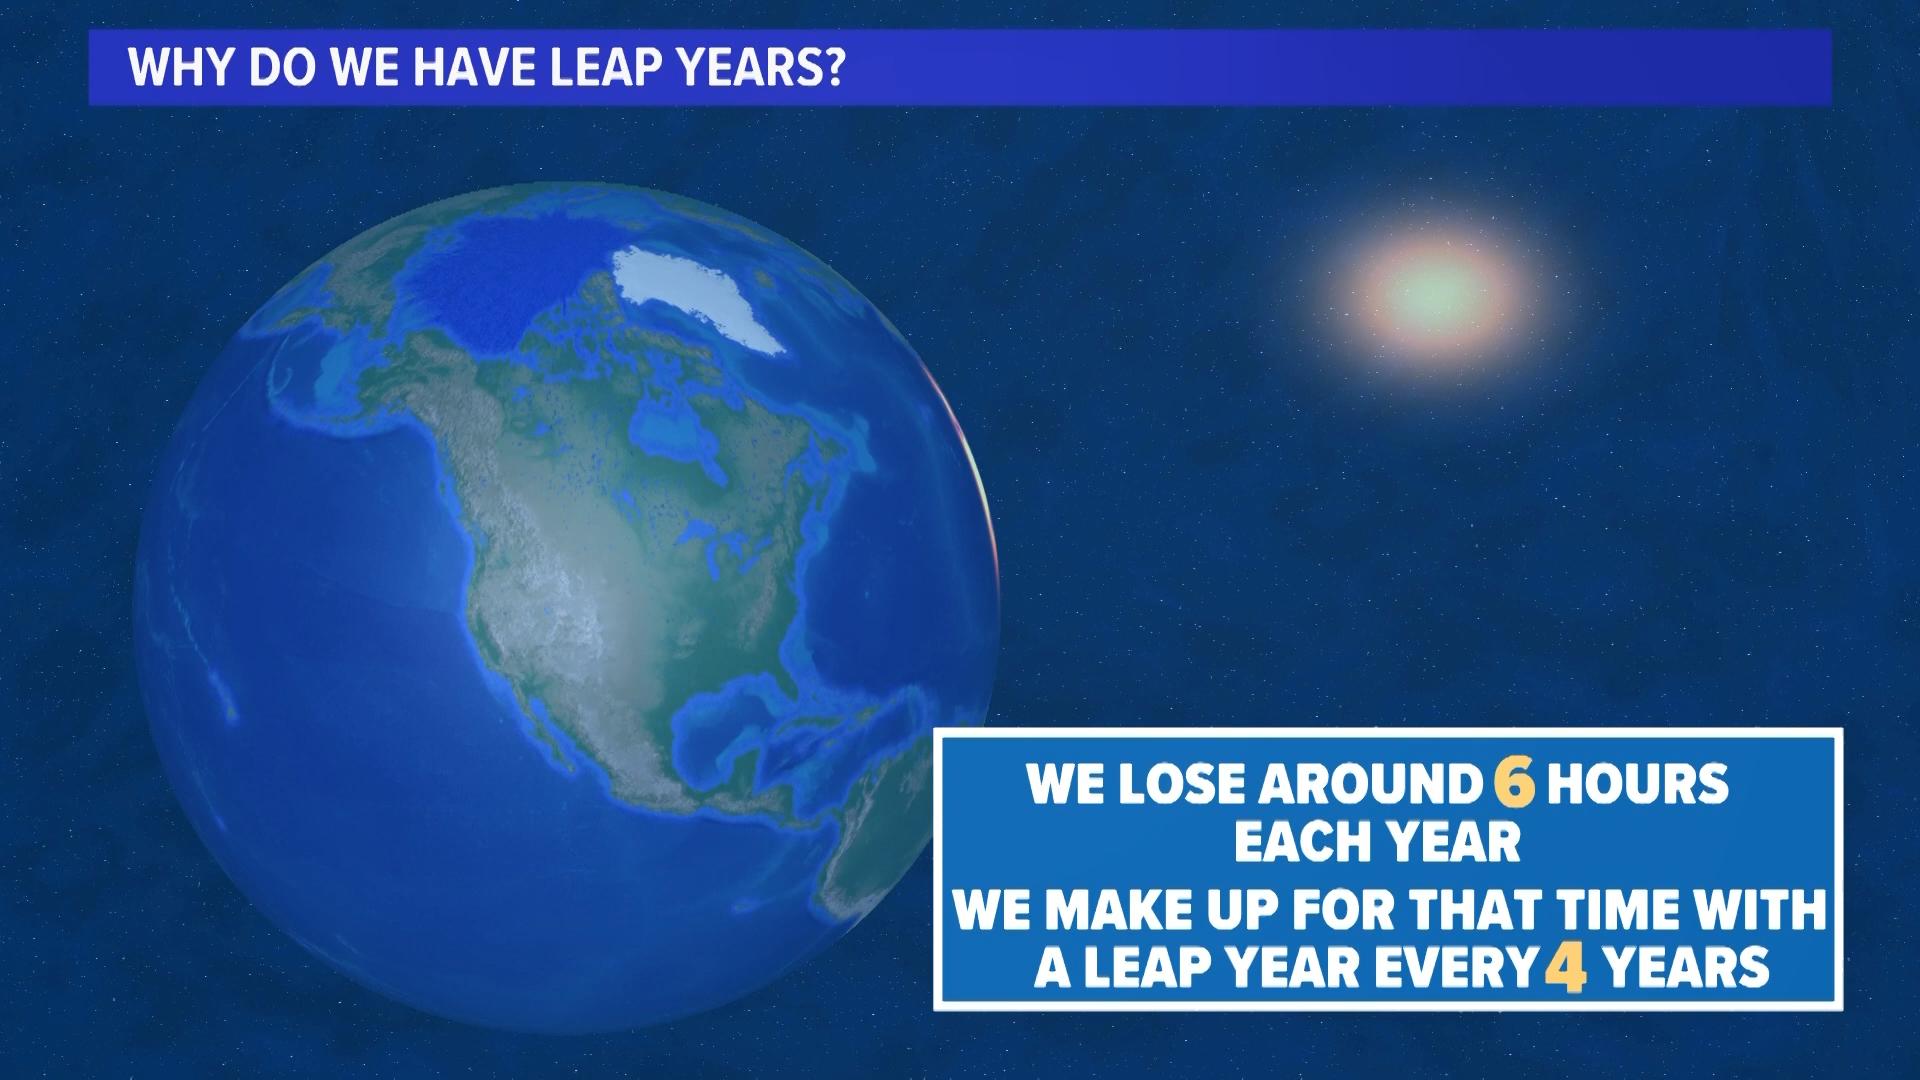 WHY DO WE HAVE LEAP YEARS?
WE LOSE AROUND 6 HOURS
EACH YEAR
WE MAKE UP FOR THAT TIME WITH
A LEAP YEAR EVERY 4 YEARS